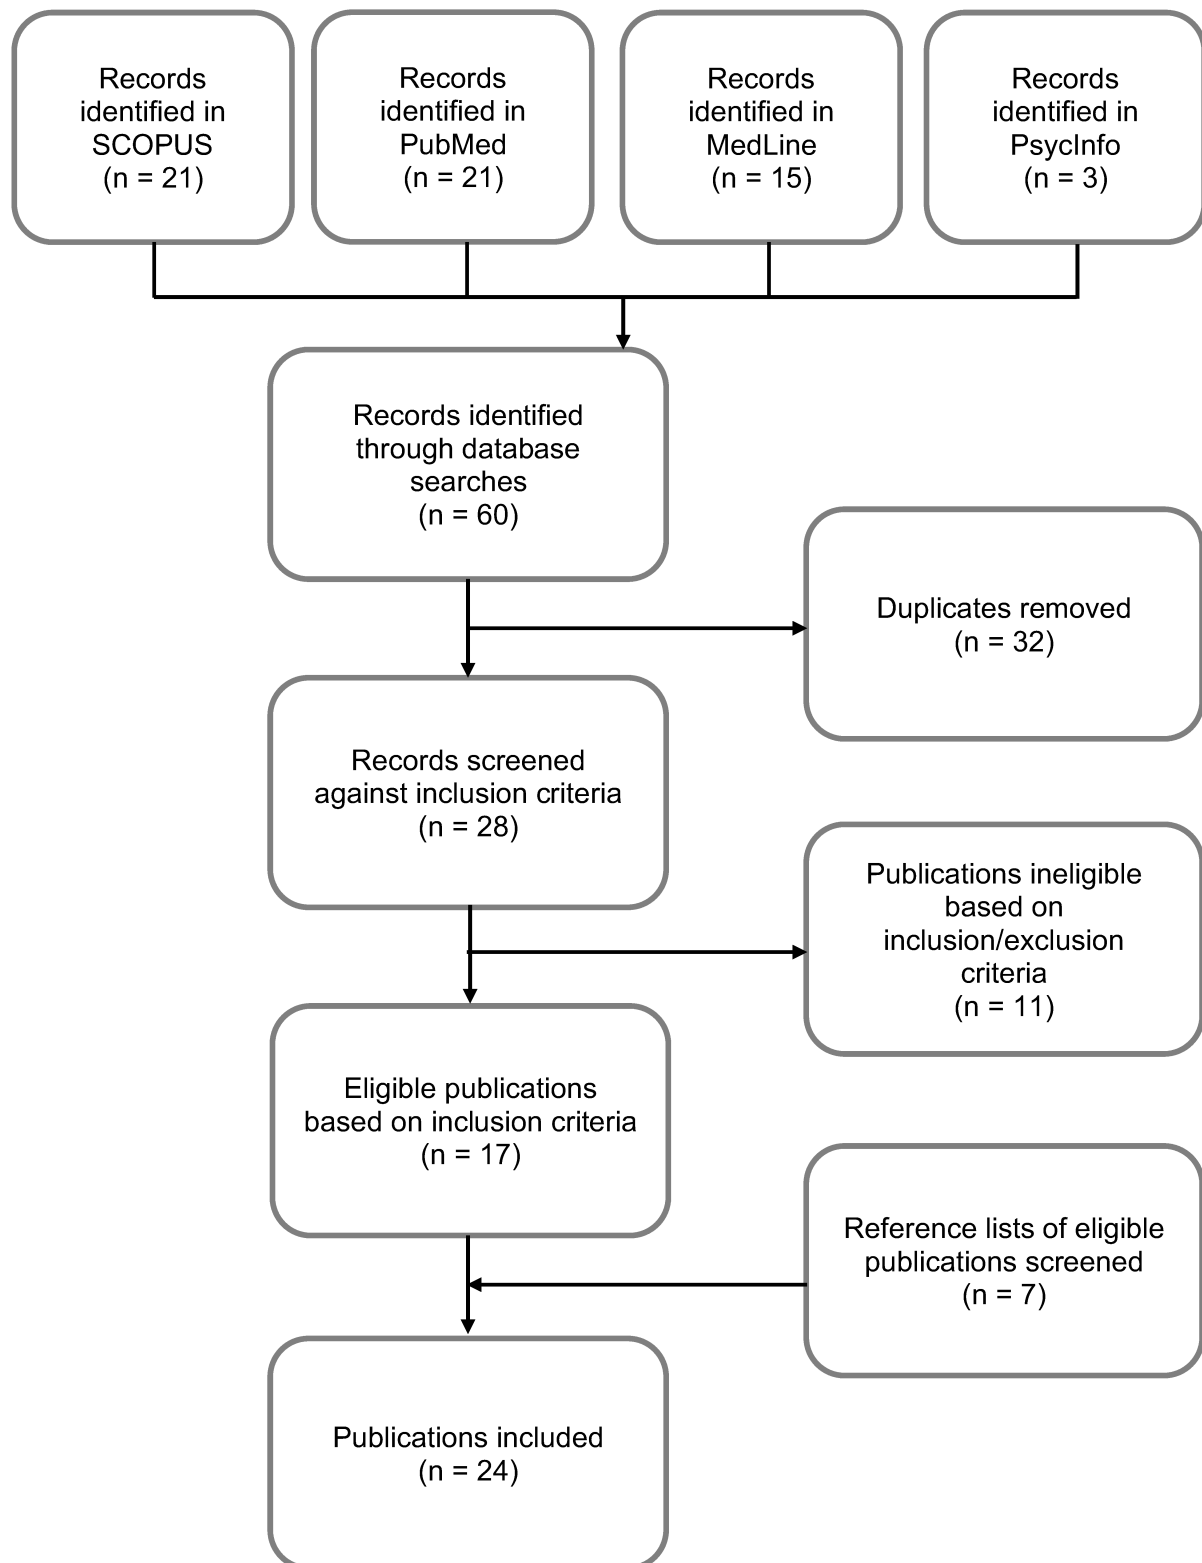 Records
identified in
SCOPUS
(n = 21)
Records
identified in
PubMed
(n = 21)
Records
identified in
MedLine
(n = 15)
Records
identified in
PsycInfo
(n = 3)
Records identified
through database
searches
(n = 60)
Duplicates removed
(n = 32)
Records screened
against inclusion criteria
(n = 28)
Publications ineligible
based on
inclusion/exclusion
criteria
(n = 11)
Eligible publications
based on inclusion criteria
(n = 17)
Reference lists of eligible
publications screened
(n = 7)
Publications included
(n = 24)